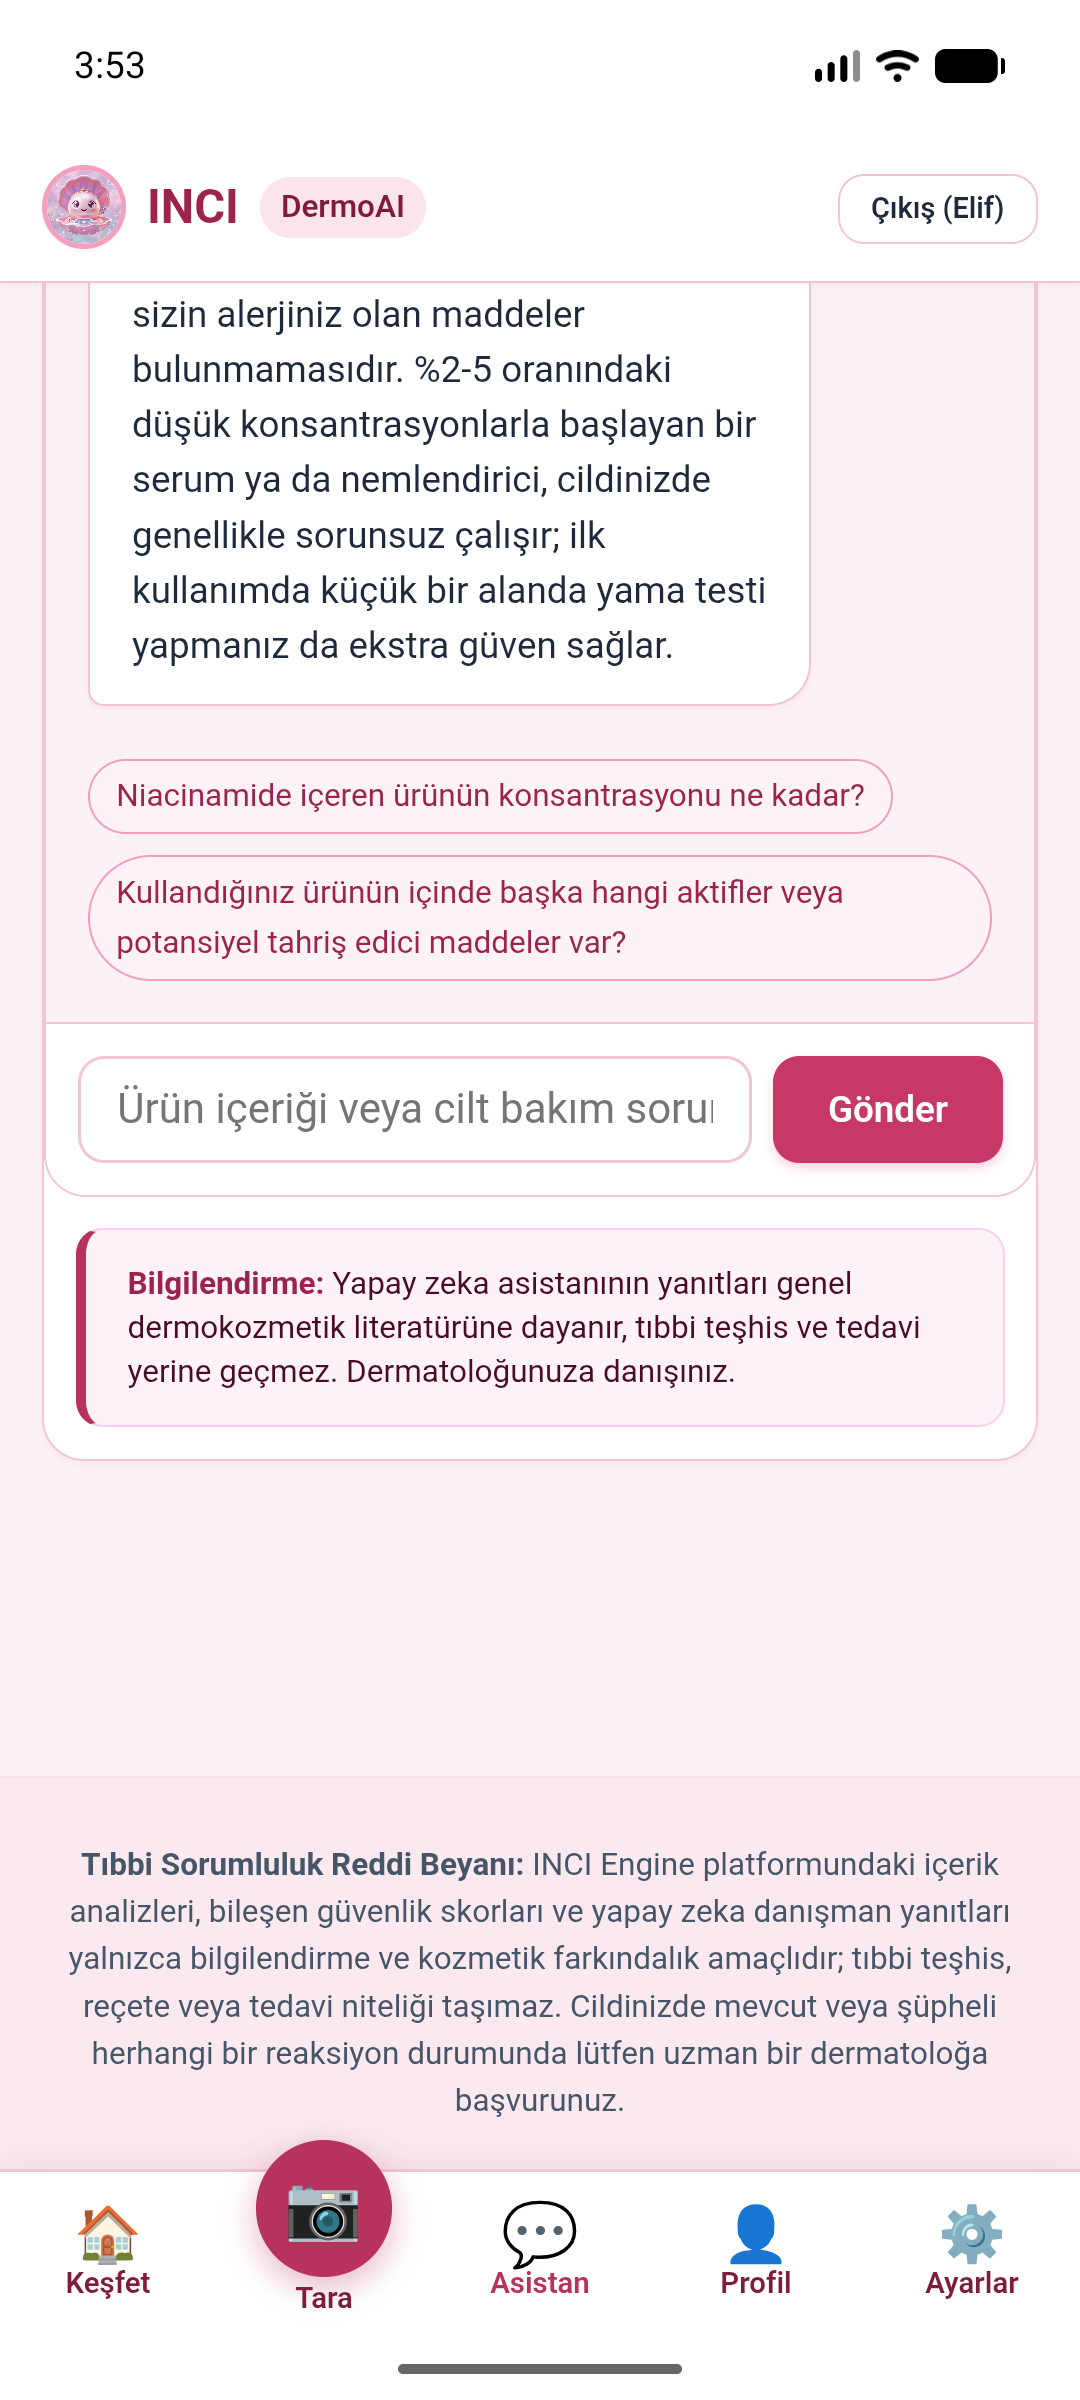 3:53
INCI
DermoAI
Çıkış (Elif)
sizin alerjiniz olan maddeler
bulunmamasıdır. %2-5 oranındaki
düşük konsantrasyonlarla başlayan bir
serum ya da nemlendirici, cildinizde
genellikle sorunsuz çalışır; ilk
kullanımda küçük bir alanda yama testi
yapmanız da ekstra güven sağlar.
Niacinamide içeren ürünün konsantrasyonu ne kadar?
Kullandığınız ürünün içinde başka hangi aktifler veya
potansiyel tahriş edici maddeler var?
Ürün içeriği veya cilt bakım soru
Gönder
Bilgilendirme: Yapay zeka asistanının yanıtları genel
dermokozmetik literatürüne dayanır, tıbbi teşhis ve tedavi
yerine geçmez. Dermatoloğunuza danışınız.
Tıbbi Sorumluluk Reddi Beyanı: INCI Engine platformundaki içerik
analizleri, bileşen güvenlik skorları ve yapay zeka danışman yanıtları
yalnızca bilgilendirme ve kozmetik farkındalık amaçlıdır; tıbbi teşhis,
reçete veya tedavi niteliği taşımaz. Cildinizde mevcut veya şüpheli
herhangi bir reaksiyon durumunda lütfen uzman bir dermatoloğa
başvurunuz.
Keşfet
Tara
Asistan
Profil
Ayarlar